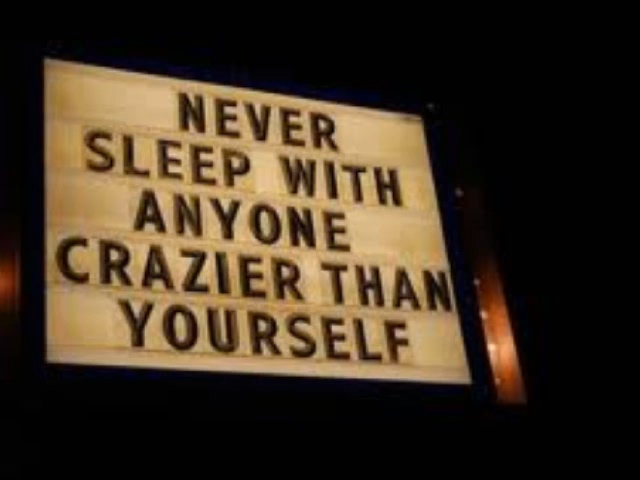 NEVER
SLEEP WITH
ANYONE
CRAZIER THAN
YOURSELF